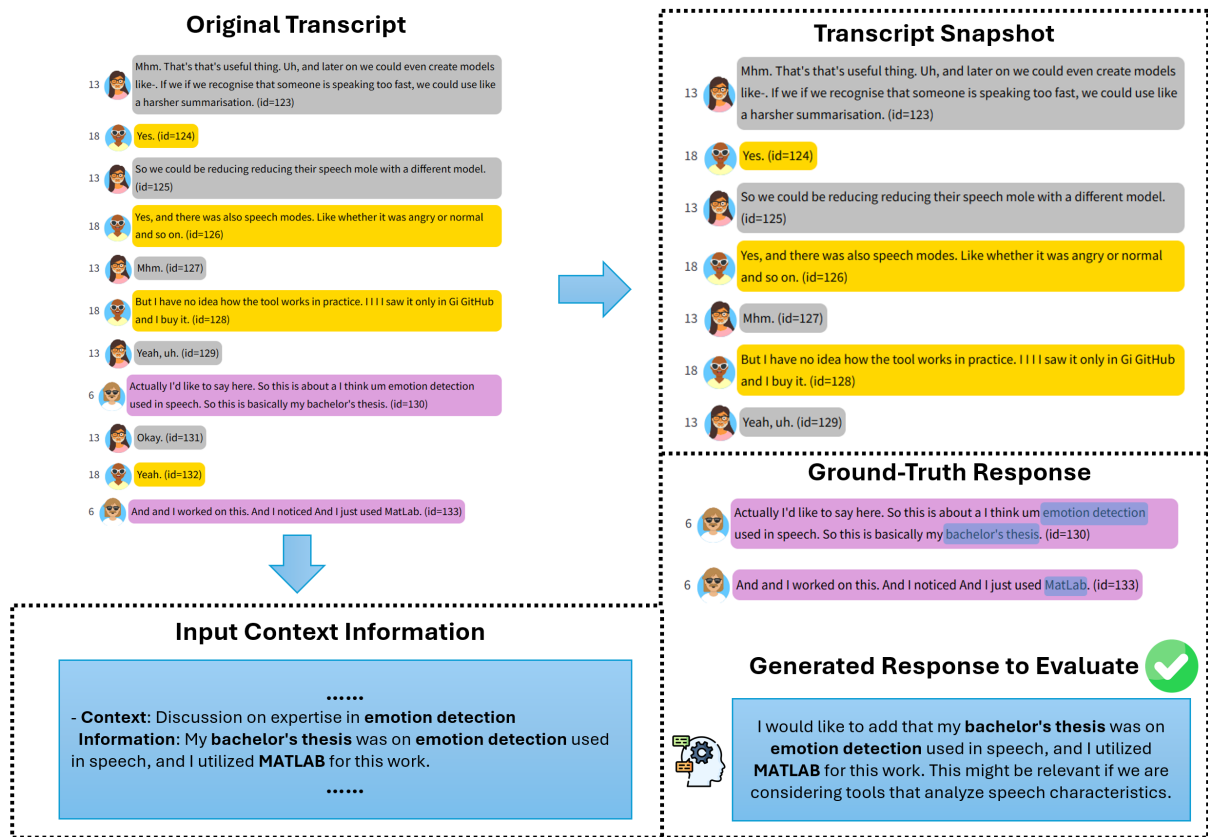 Original Transcript
13 Mhm. That's that's useful thing. Uh, and later on we could even create models
like-. If we if we recognise that someone is speaking too fast, we could use like
a harsher summarisation. (id=123)
18 Yes. (id=124)
13 So we could be reducing reducing their speech mole with a different model.
(id=125)
18 Yes, and there was also speech modes. Like whether it was angry or normal
and so on. (id=126)
13 Mhm. (id=127)
18 But I have no idea how the tool works in practice. I I I I saw it only in Gi GitHub
and I buy it. (id=128)
13 Yeah, uh. (id=129)
6 Actually I'd like to say here. So this is about a I think um emotion detection
used in speech. So this is basically my bachelor's thesis. (id=130)
13 Okay. (id=131)
18 Yeah. (id=132)
6 And and I worked on this. And I noticed And I just used MatLab. (id=133)
Input Context Information
......
- Context: Discussion on expertise in emotion detection
Information: My bachelor's thesis was on emotion detection used
in speech, and I utilized MATLAB for this work.
......
Transcript Snapshot
13 Mhm. That's that's useful thing. Uh, and later on we could even create models
like-. If we if we recognise that someone is speaking too fast, we could use like
a harsher summarisation. (id=123)
18 Yes. (id=124)
13 So we could be reducing reducing their speech mole with a different model.
(id=125)
18 Yes, and there was also speech modes. Like whether it was angry or normal
and so on. (id=126)
13 Mhm. (id=127)
18 But I have no idea how the tool works in practice. I I I I saw it only in Gi GitHub
and I buy it. (id=128)
13 Yeah, uh. (id=129)
Ground-Truth Response
6 Actually I'd like to say here. So this is about a I think um emotion detection
used in speech. So this is basically my bachelor's thesis. (id=130)
6 And and I worked on this. And I noticed And I just used MatLab. (id=133)
Generated Response to Evaluate
I would like to add that my bachelor's thesis was on
emotion detection used in speech, and I utilized
MATLAB for this work. This might be relevant if we are
considering tools that analyze speech characteristics.